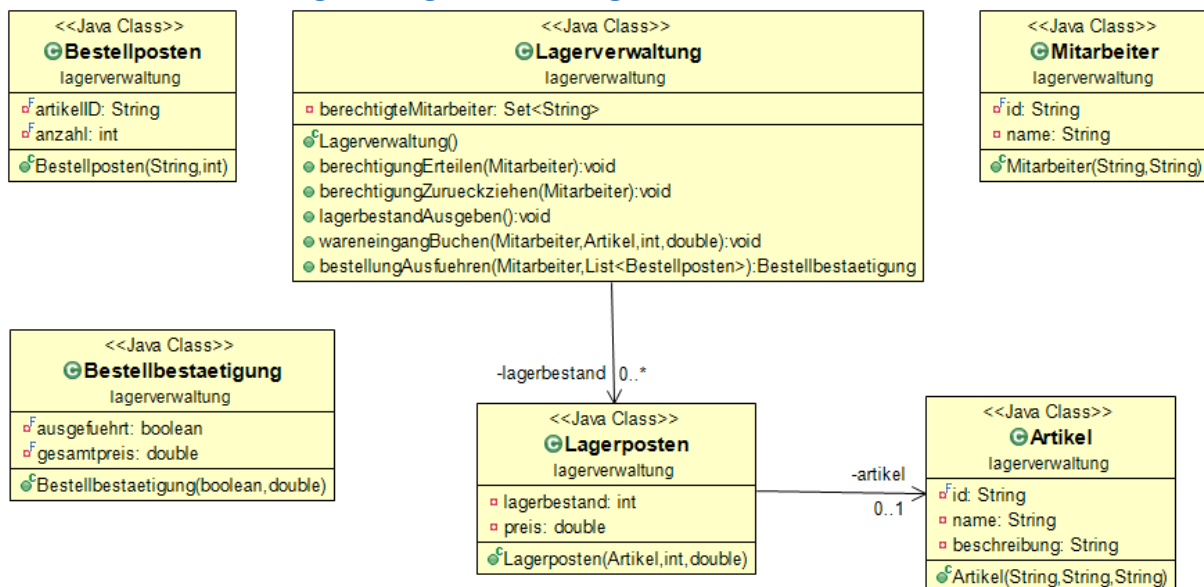 <<Java Class>>
Bestellposten
lagerverwaltung
artikelID: String
anzahl: int
Bestellposten(String,int)
<<Java Class>>
Lagerverwaltung
lagerverwaltung
berechtigteMitarbeiter: Set<String>
Lagerverwaltung()
berechtigungErteilen(Mitarbeiter):void
berechtigungZurueckziehen(Mitarbeiter):void
lagerbestandAusgeben():void
wareneingangBuchen(Mitarbeiter,Artikel,int,double):void
bestellungAusfuehren(Mitarbeiter,List<Bestellposten>):Bestellbestaetigung
<<Java Class>>
Mitarbeiter
lagerverwaltung
id: String
name: String
Mitarbeiter(String,String)
<<Java Class>>
Bestellbestaetigung
lagerverwaltung
ausgefuehrt: boolean
gesamtpreis: double
Bestellbestaetigung(boolean,double)
-lagerbestand 0..*
<<Java Class>>
Lagerposten
lagerverwaltung
lagerbestand: int
preis: double
Lagerposten(Artikel,int,double)
-artikel
0..1
<<Java Class>>
Artikel
lagerverwaltung
id: String
name: String
beschreibung: String
Artikel(String,String,String)